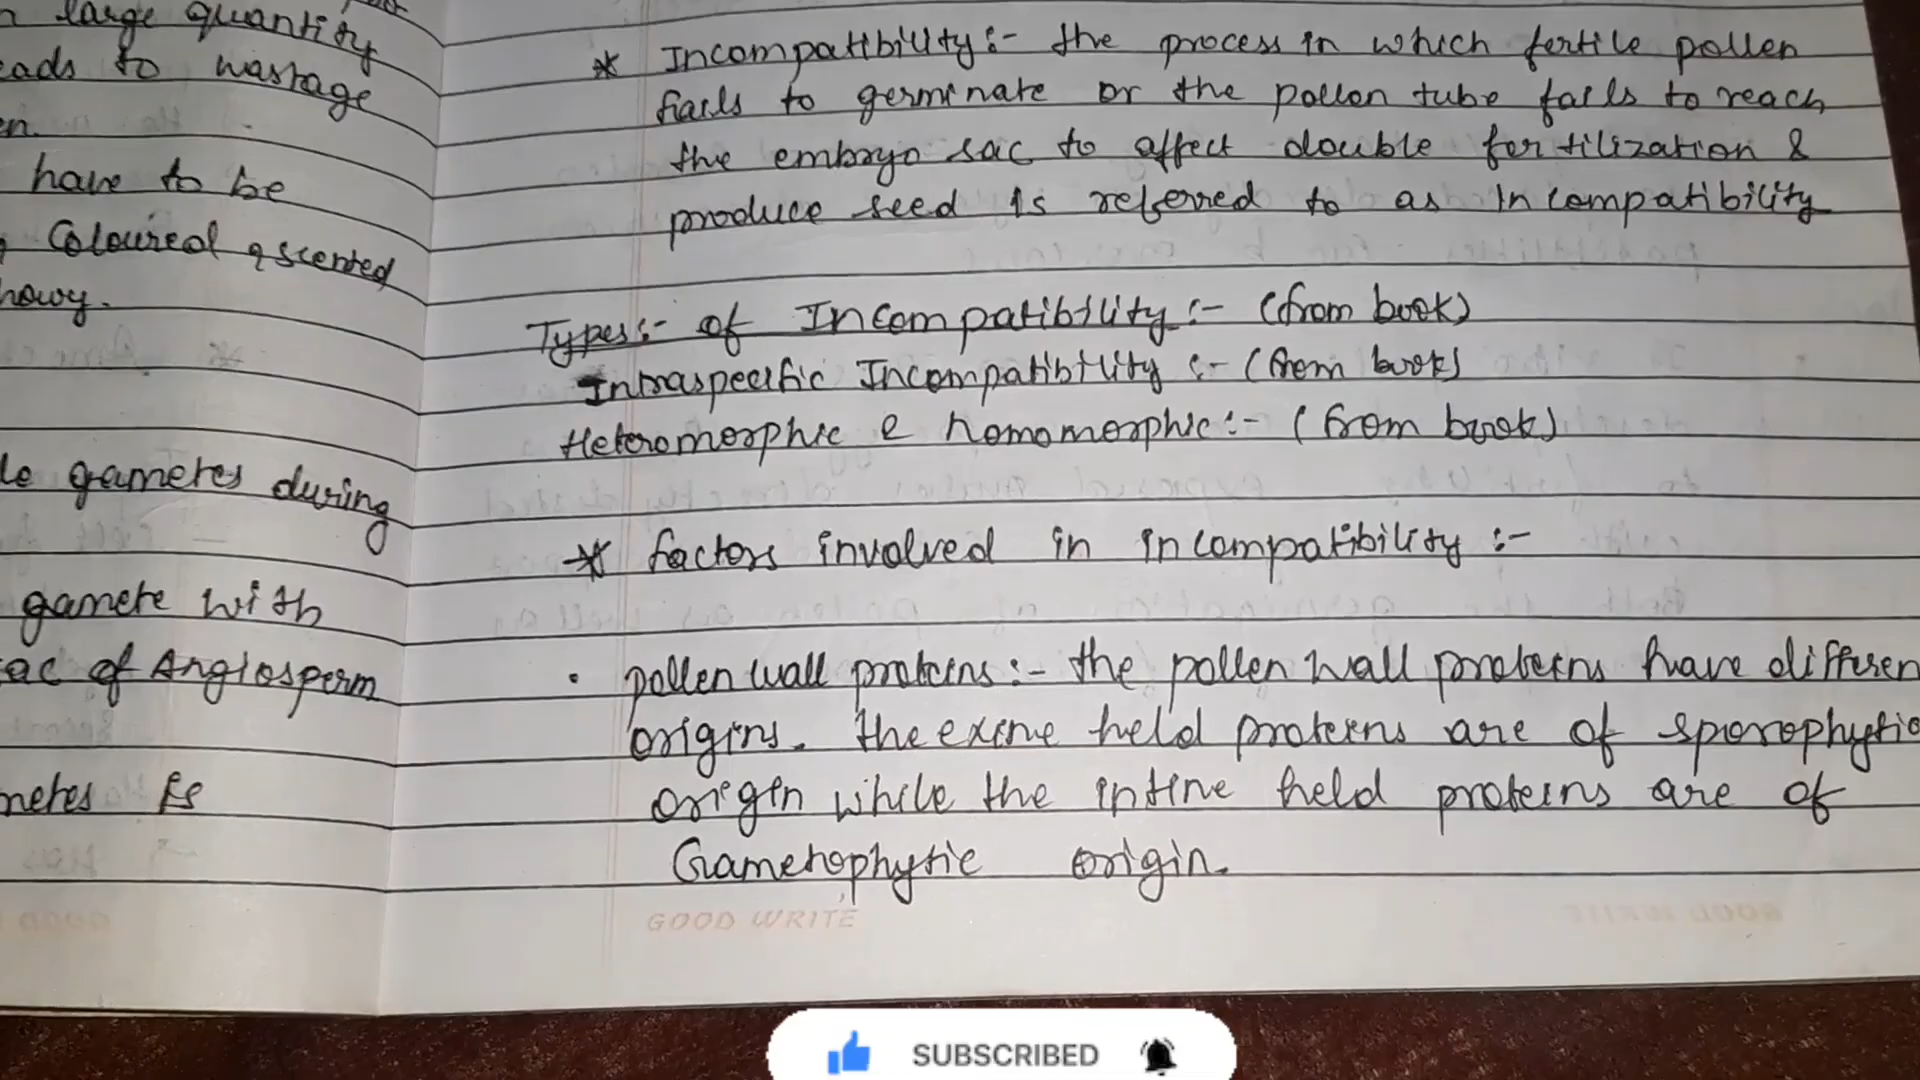 large quantity
eads to wastage
en.
have to be
Coloured & scented
howy.
le gametes during
gamete with
ac of Angiosperm
metes is
* Incompatibility :- the process in which fertile pollen
fails to germinate or the pollen tube fails to reach
the embryo sac to affect double fertilization &
produce seed is referred to as incompatibility
Types :- of Incompatibility :- (from book)
Intraspecific Incompatibility :- (from book)
Heteromorphic & homomorphic :- (from book)
* factors involved in incompatibility :-
• pollen wall proteins :- the pollen wall proteins have differen
origins. the exine held proteins are of sporophytic
origin while the intine held proteins are of
Gametophytic origin.
GOOD WRITE
SUBSCRIBED